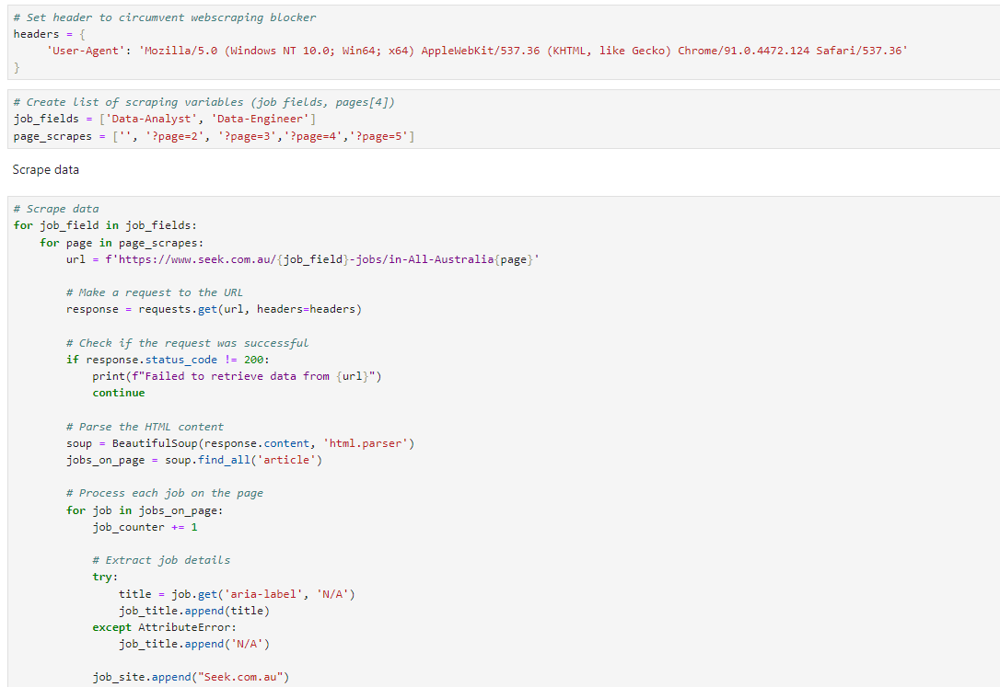 # Set header to circumvent webscraping blocker
headers = {
     'User-Agent': 'Mozilla/5.0 (Windows NT 10.0; Win64; x64) AppleWebKit/537.36 (KHTML, like Gecko) Chrome/91.0.4472.124 Safari/537.36'
}
# Create list of scraping variables (job fields, pages[4])
job_fields = ['Data-Analyst', 'Data-Engineer']
page_scrapes = ['', '?page=2', '?page=3','?page=4','?page=5']
Scrape data
# Scrape data
for job_field in job_fields:
    for page in page_scrapes:
        url = f'https://www.seek.com.au/{job_field}-jobs/in-All-Australia{page}'

        # Make a request to the URL
        response = requests.get(url, headers=headers)

        # Check if the request was successful
        if response.status_code != 200:
            print(f"Failed to retrieve data from {url}")
            continue

        # Parse the HTML content
        soup = BeautifulSoup(response.content, 'html.parser')
        jobs_on_page = soup.find_all('article')

        # Process each job on the page
        for job in jobs_on_page:
            job_counter += 1

            # Extract job details
            try:
                title = job.get('aria-label', 'N/A')
                job_title.append(title)
            except AttributeError:
                job_title.append('N/A')

            job_site.append("Seek.com.au")